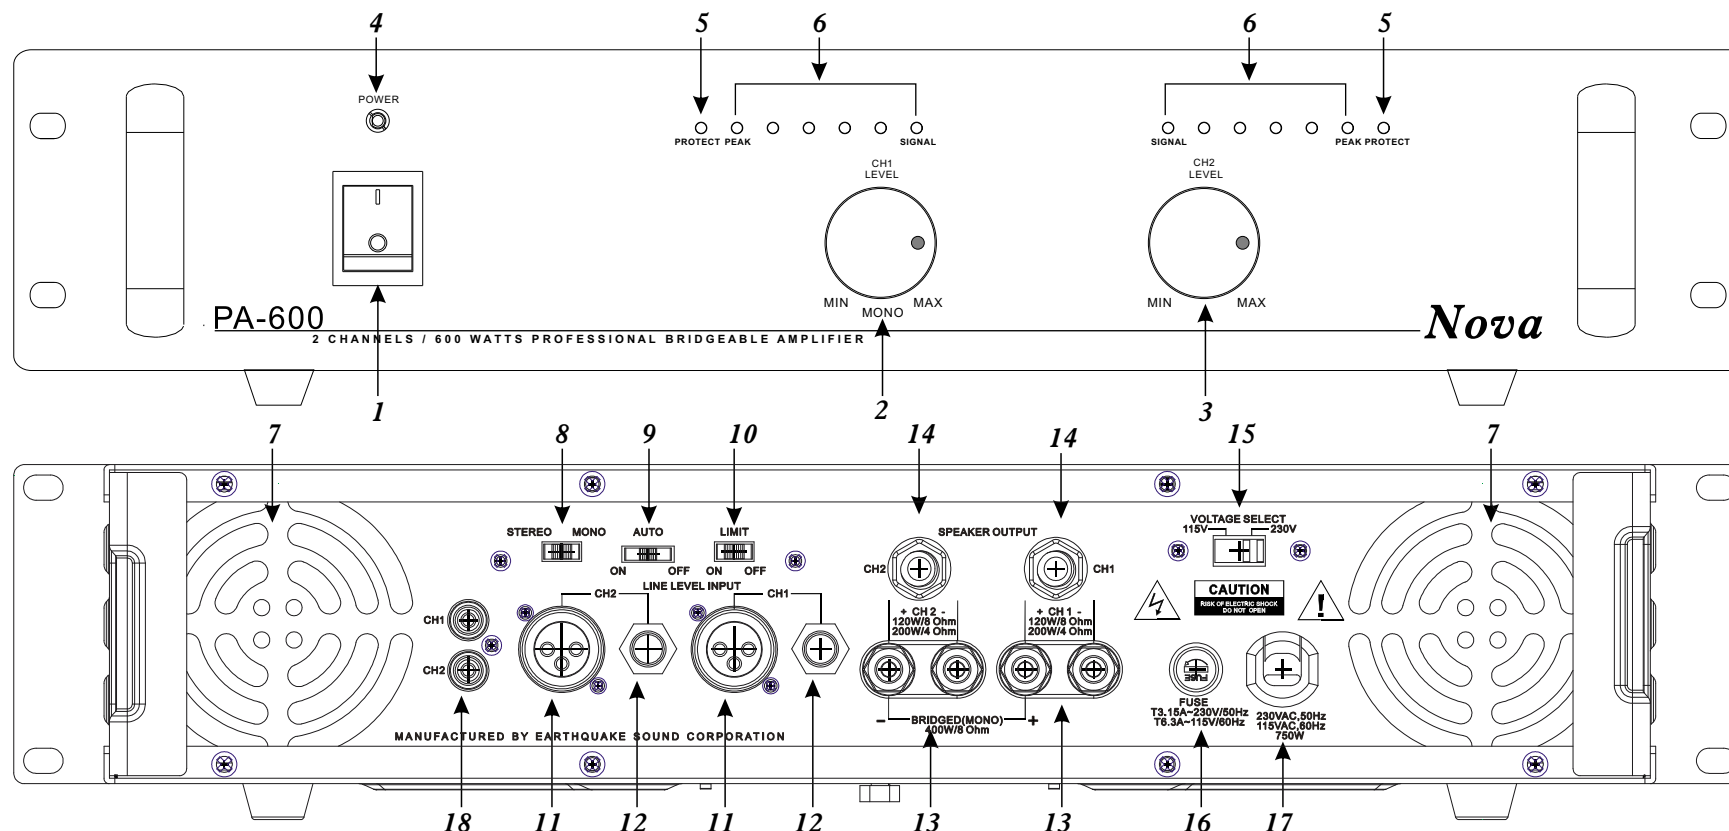 4 5 6 6 5
POWER
PROTECT PEAK SIGNAL
SIGNAL PEAK PROTECT
CH1
LEVEL
CH2
LEVEL
MIN MAX
MONO
MIN MAX
PA-600
2 CHANNELS / 600 WATTS PROFESSIONAL BRIDGEABLE AMPLIFIER
Nova
1 2 3
7 8 9 10 14 14 15 7
STEREO MONO
AUTO
ON OFF
LIMIT
ON OFF
LINE LEVEL INPUT
CH2
CH1
CH1
CH2
SPEAKER OUTPUT
CH2
CH1
+ CH 2 -
120W/8 Ohm
200W/4 Ohm
+ CH 1 -
120W/8 Ohm
200W/4 Ohm
- BRIDGED(MONO) +
400W/8 Ohm
VOLTAGE SELECT
115V 230V
CAUTION
RISK OF ELECTRIC SHOCK
DO NOT OPEN
!
FUSE
FUSE
T3.15A~230V/50Hz
T6.3A~115V/60Hz
230VAC,50Hz
115VAC,60Hz
750W
MANUFACTURED BY EARTHQUAKE SOUND CORPORATION
18 11 12 11 12 13 13 16 17